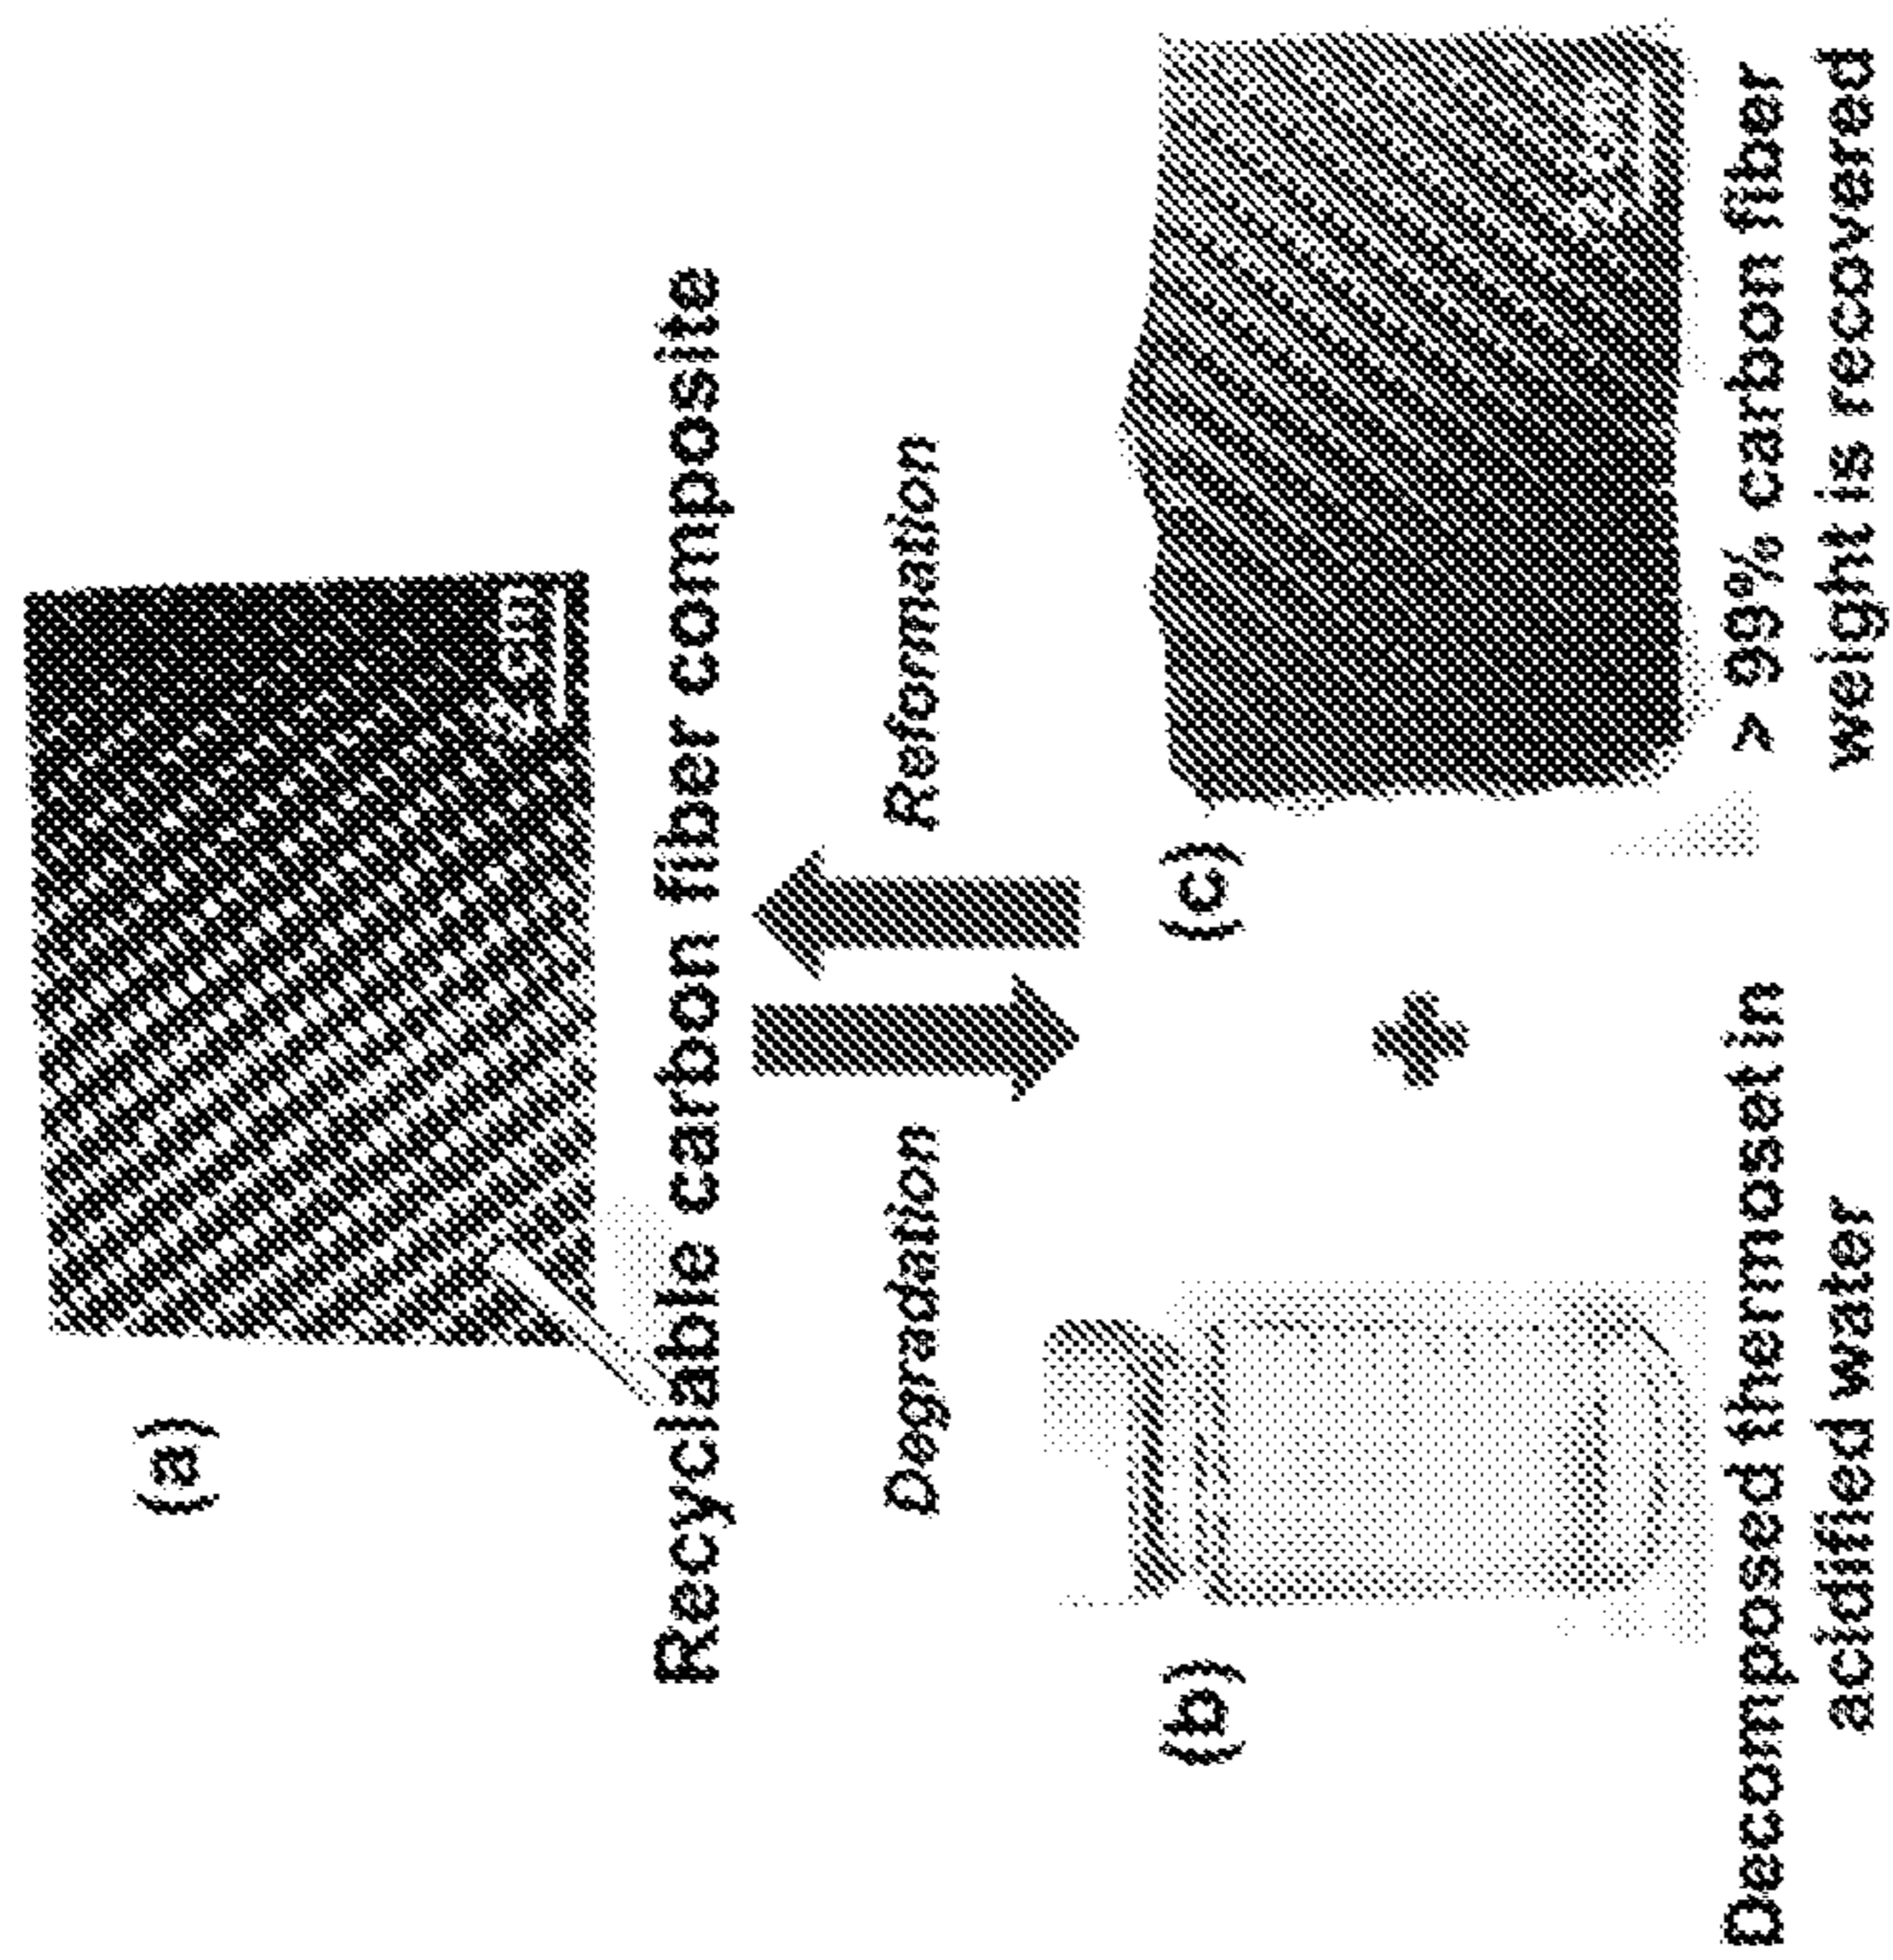 (a)
Recyclable carbon fiber composite
Degradation
Reformation
(b)
(c)
Decomposed thermoset in
acidified water
> 99% carbon fiber
weight is recovered